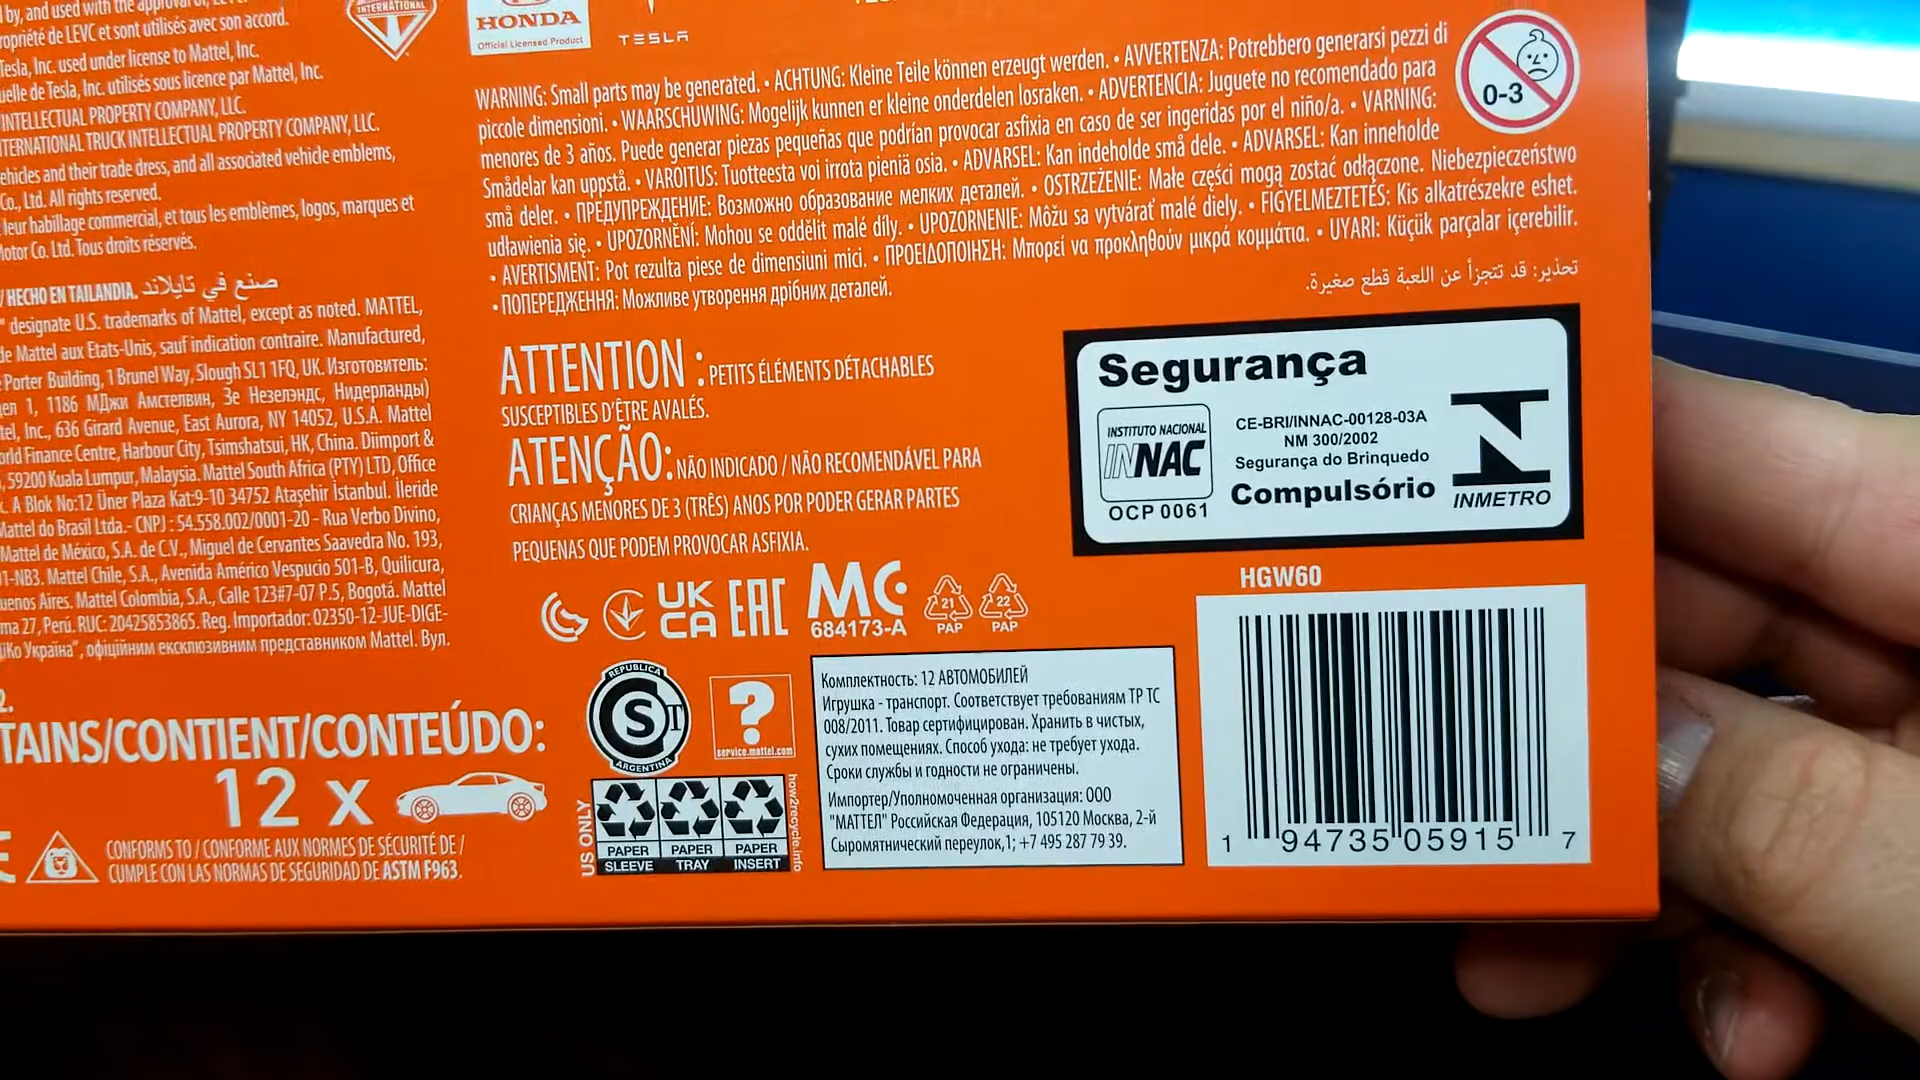 by, and used with the approval of, LEVC
propriété de LEVC et sont utilisés avec son accord.
Tesla, Inc. used under license to Mattel, Inc.
uelle de Tesla, Inc. utilisés sous licence par Mattel, Inc.
INTELLECTUAL PROPERTY COMPANY, LLC.
TERNATIONAL TRUCK INTELLECTUAL PROPERTY COMPANY, LLC.
ehicles and their trade dress, and all associated vehicle emblems,
Co., Ltd. All rights reserved.
leur habillage commercial, et tous les emblèmes, logos, marques et
Motor Co. Ltd. Tous droits réservés.
/ HECHO EN TAILANDIA. صنع في تايلاند
" designate U.S. trademarks of Mattel, except as noted. MATTEL,
de Mattel aux Etats-Unis, sauf indication contraire. Manufactured,
Porter Building, 1 Brunel Way, Slough SL1 1FQ, UK. Изготовитель:
1, 1186 МДжи Амстелвин, Зе Незелэндс, Нидерланды)
tel, Inc., 636 Girard Avenue, East Aurora, NY 14052, U.S.A. Mattel
orld Finance Centre, Harbour City, Tsimshatsui, HK, China. Diimport &
, 59200 Kuala Lumpur, Malaysia. Mattel South Africa (PTY) LTD, Office
. A Blok No:12 Üner Plaza Kat:9-10 34752 Ataşehir İstanbul. İleride
Mattel do Brasil Ltda.- CNPJ : 54.558.002/0001-20 - Rua Verbo Divino,
Mattel de México, S.A. de C.V., Miguel de Cervantes Saavedra No. 193,
1-NB3. Mattel Chile, S.A., Avenida Américo Vespucio 501-B, Quilicura,
uenos Aires. Mattel Colombia, S.A., Calle 123#7-07 P.5, Bogotá. Mattel
ma 27, Perú. RUC: 20425853865. Reg. Importador: 02350-12-JUE-DIGE-
Україна", офіційним ексклюзивним представником Mattel. Вул.
INTERNATIONAL
HONDA
Official Licensed Product
TESLA
WARNING: Small parts may be generated. • ACHTUNG: Kleine Teile können erzeugt werden. • AVVERTENZA: Potrebbero generarsi pezzi di
piccole dimensioni. • WAARSCHUWING: Mogelijk kunnen er kleine onderdelen losraken. • ADVERTENCIA: Juguete no recomendado para
menores de 3 años. Puede generar piezas pequeñas que podrían provocar asfixia en caso de ser ingeridas por el niño/a. • VARNING:
Smådelar kan uppstå. • VAROITUS: Tuotteesta voi irrota pieniä osia. • ADVARSEL: Kan indeholde små dele. • ADVARSEL: Kan inneholde
små deler. • ПРЕДУПРЕЖДЕНИЕ: Возможно образование мелких деталей. • OSTRZEŻENIE: Małe części mogą zostać odłączone. Niebezpieczeństwo
udławienia się. • UPOZORNĚNÍ: Mohou se oddělit malé díly. • UPOZORNENIE: Môžu sa vytvárať malé diely. • FIGYELMEZTETÉS: Kis alkatrészekre eshet.
• AVERTISMENT: Pot rezulta piese de dimensiuni mici. • ΠΡΟΕΙΔΟΠΟΙΗΣΗ: Μπορεί να προκληθούν μικρά κομμάτια. • UYARI: Küçük parçalar içerebilir.
• ПОПЕРЕДЖЕННЯ: Можливе утворення дрібних деталей.
تحذير: قد تتجزأ عن اللعبة قطع صغيرة.
0-3
ATTENTION : PETITS ÉLÉMENTS DÉTACHABLES
SUSCEPTIBLES D'ÊTRE AVALÉS.
ATENÇÃO: NÃO INDICADO / NÃO RECOMENDÁVEL PARA
CRIANÇAS MENORES DE 3 (TRÊS) ANOS POR PODER GERAR PARTES
PEQUENAS QUE PODEM PROVOCAR ASFIXIA.
Segurança
INSTITUTO NACIONAL
INNAC
OCP 0061
CE-BRI/INNAC-00128-03A
NM 300/2002
Segurança do Brinquedo
Compulsório
INMETRO
UK
CA
EAC
MC
684173-A
21
PAP
22
PAP
HGW60
1 94735 05915 7
TAINS/CONTIENT/CONTEÚDO:
12 x
CONFORMS TO / CONFORME AUX NORMES DE SÉCURITÉ DE /
CUMPLE CON LAS NORMAS DE SEGURIDAD DE ASTM F963.
REPUBLICA
ST
ARGENTINA
?
service.mattel.com
US ONLY
PAPER
SLEEVE
PAPER
TRAY
PAPER
INSERT
how2recycle.info
Комплектность: 12 АВТОМОБИЛЕЙ
Игрушка - транспорт. Соответствует требованиям ТР ТС
008/2011. Товар сертифицирован. Хранить в чистых,
сухих помещениях. Способ ухода: не требует ухода.
Сроки службы и годности не ограничены.
Импортер/Уполномоченная организация: ООО
"МАТТЕЛ" Российская Федерация, 105120 Москва, 2-й
Сыромятнический переулок,1; +7 495 287 79 39.